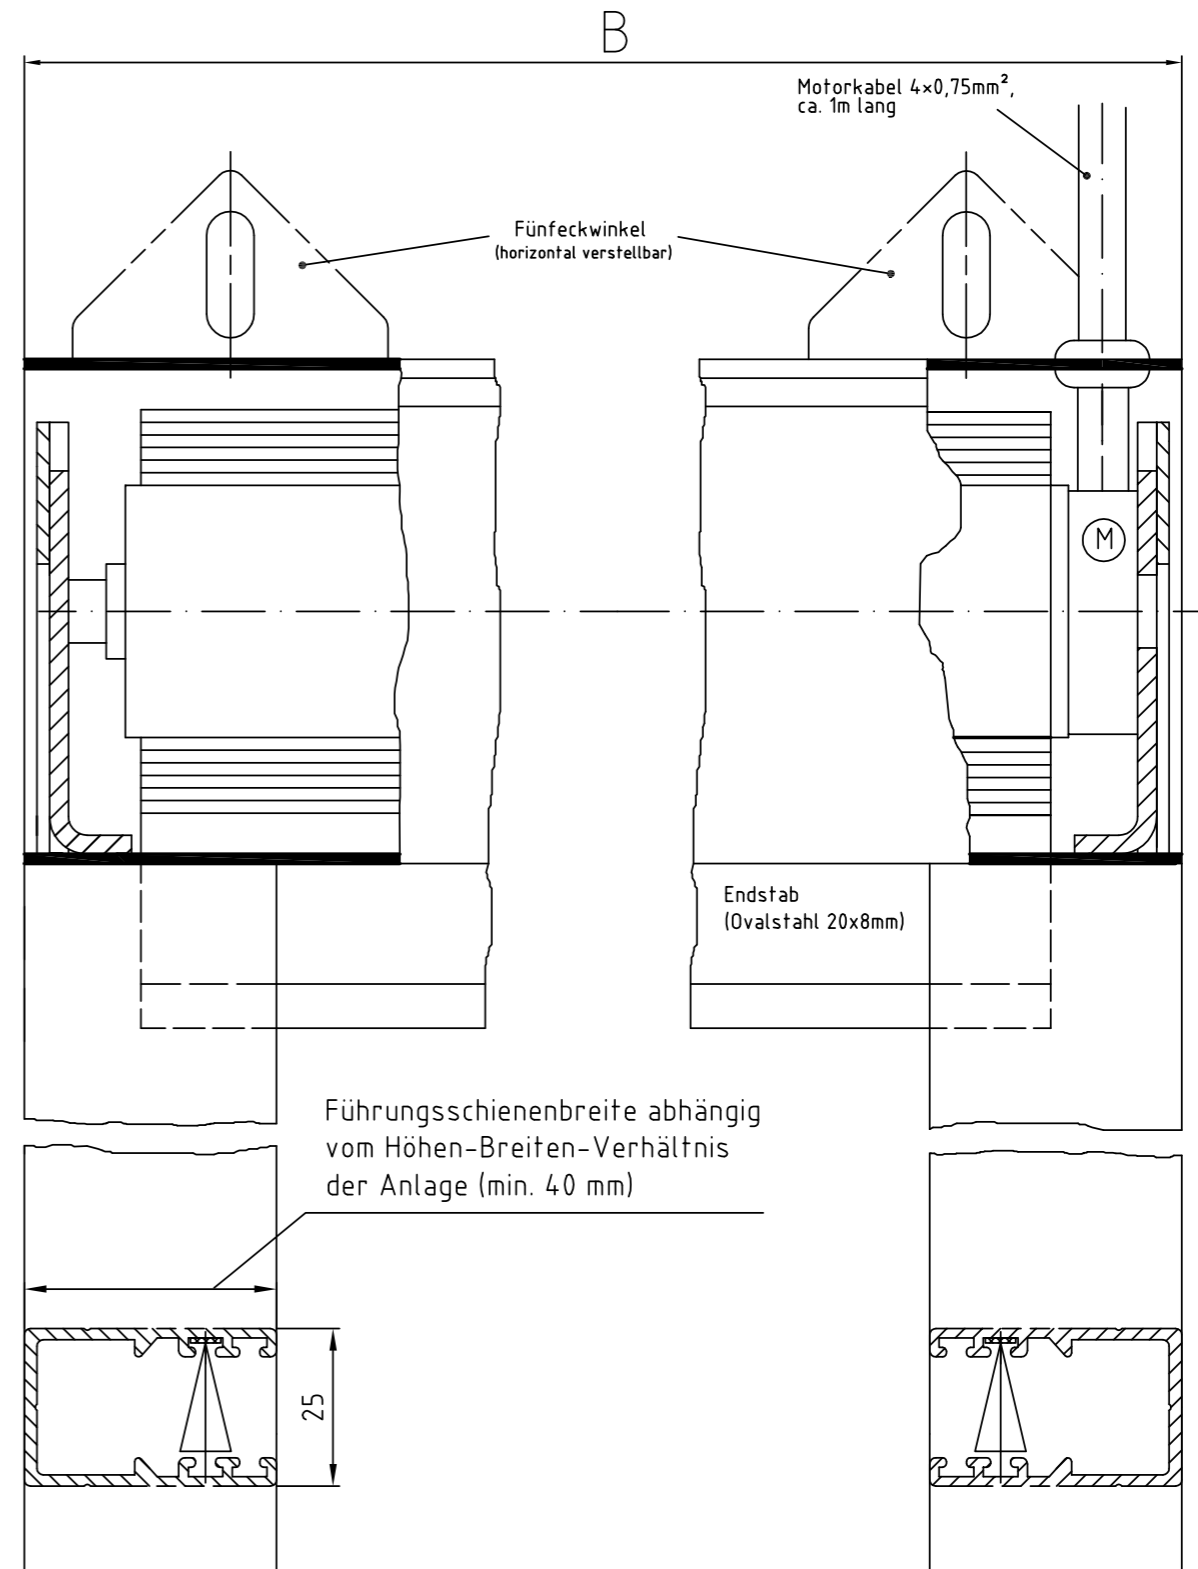 B
Motorkabel 4×0,75mm²,
ca. 1m lang
Fünfeckwinkel
(horizontal verstellbar)
M
Endstab
(Ovalstahl 20x8mm)
Führungsschienenbreite abhängig
vom Höhen-Breiten-Verhältnis
der Anlage (min. 40 mm)
25